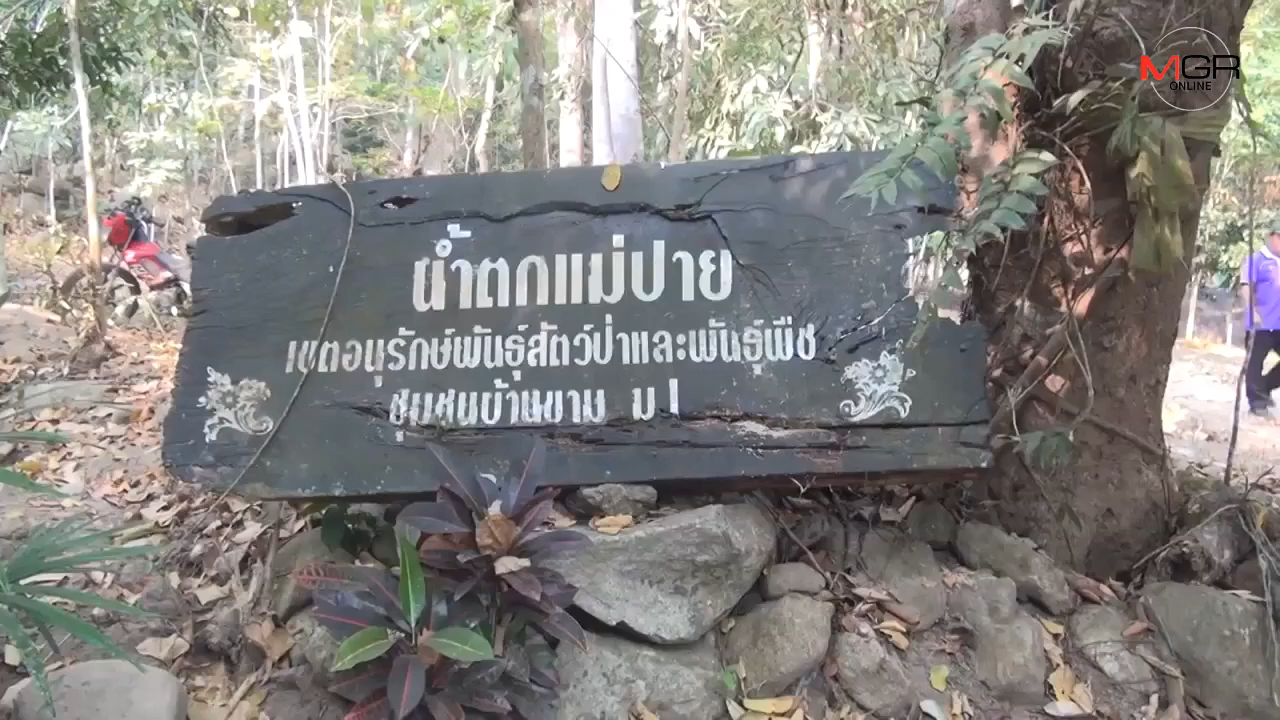 MGR
ONLINE
น้ำตกแม่ปาย
เขตอนุรักษ์พันธุ์สัตว์ป่าและพันธุ์พืช
ชุมชนบ้านขาม ม 1